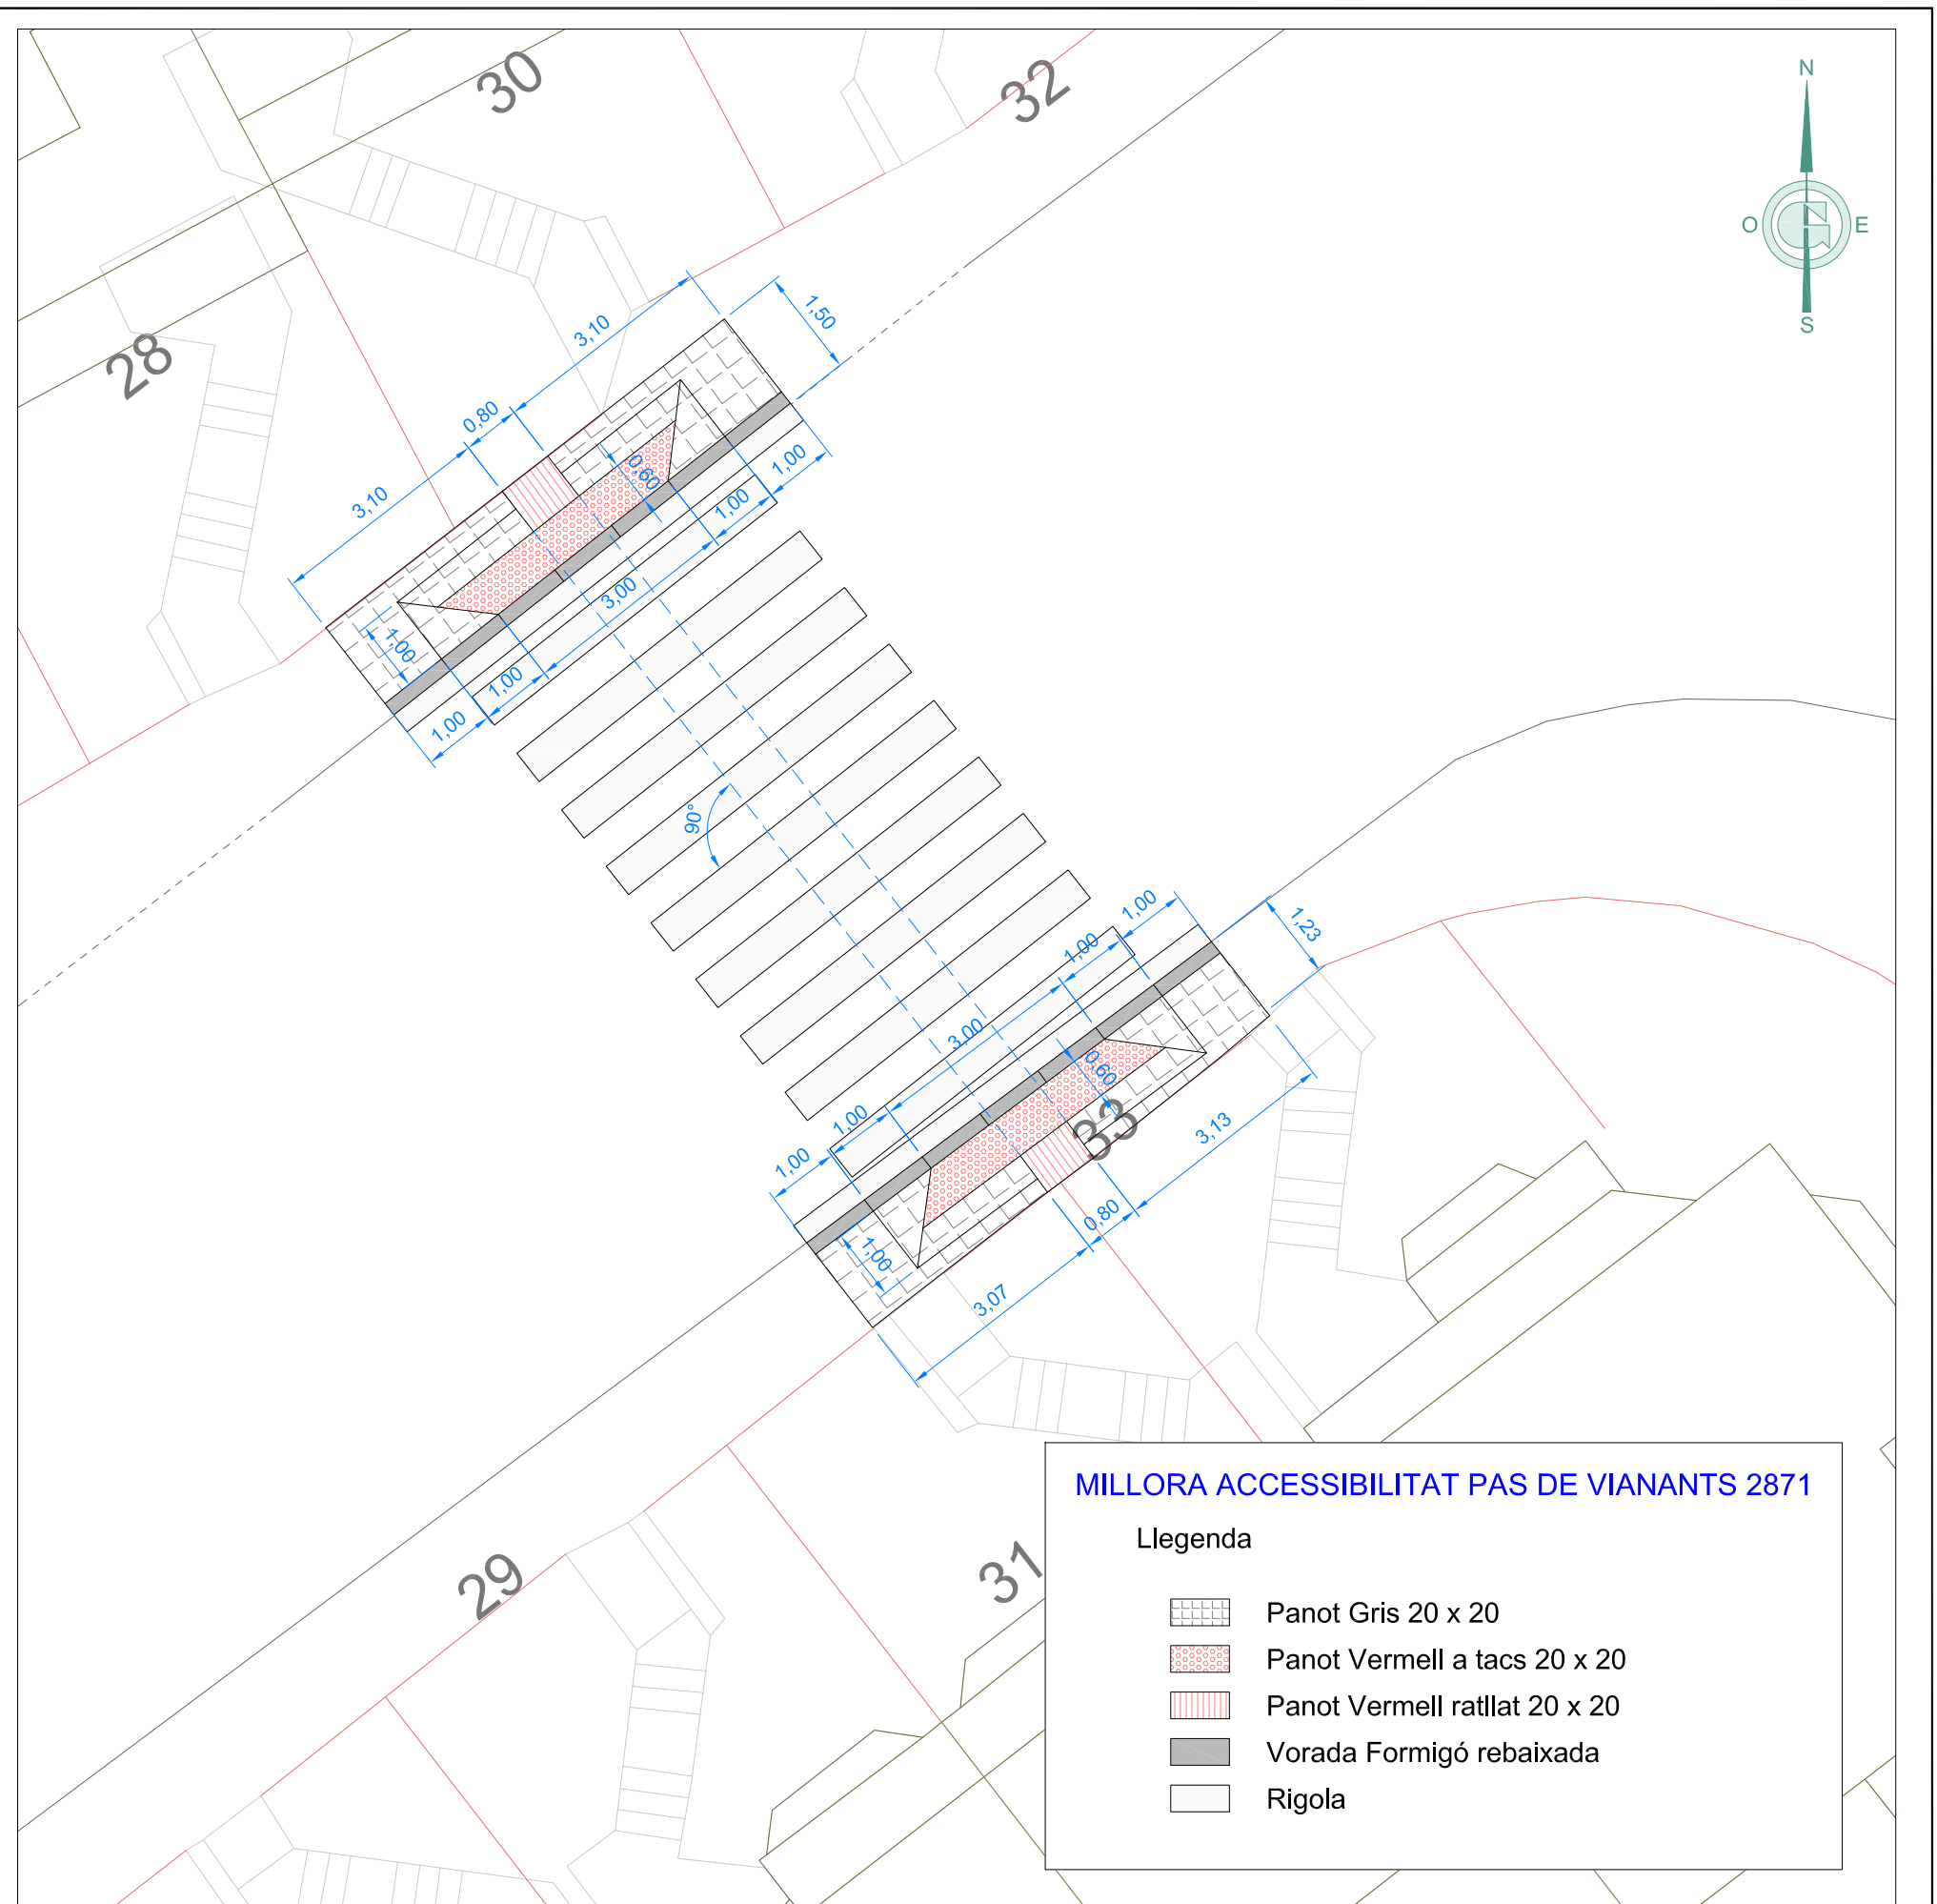 30
32
N
O
E
S
28
3,10
1,50
0,80
3,10
0,60
1,00
1,00
3,00
1,00
1,00
1,00
90°
1,00
1,00
1,23
3,00
0,60
1,00
1,00
33
3,13
1,00
0,80
3,07
29
31
MILLORA ACCESSIBILITAT PAS DE VIANANTS 2871
Llegenda
Panot Gris 20 x 20
Panot Vermell a tacs 20 x 20
Panot Vermell ratllat 20 x 20
Vorada Formigó rebaixada
Rigola